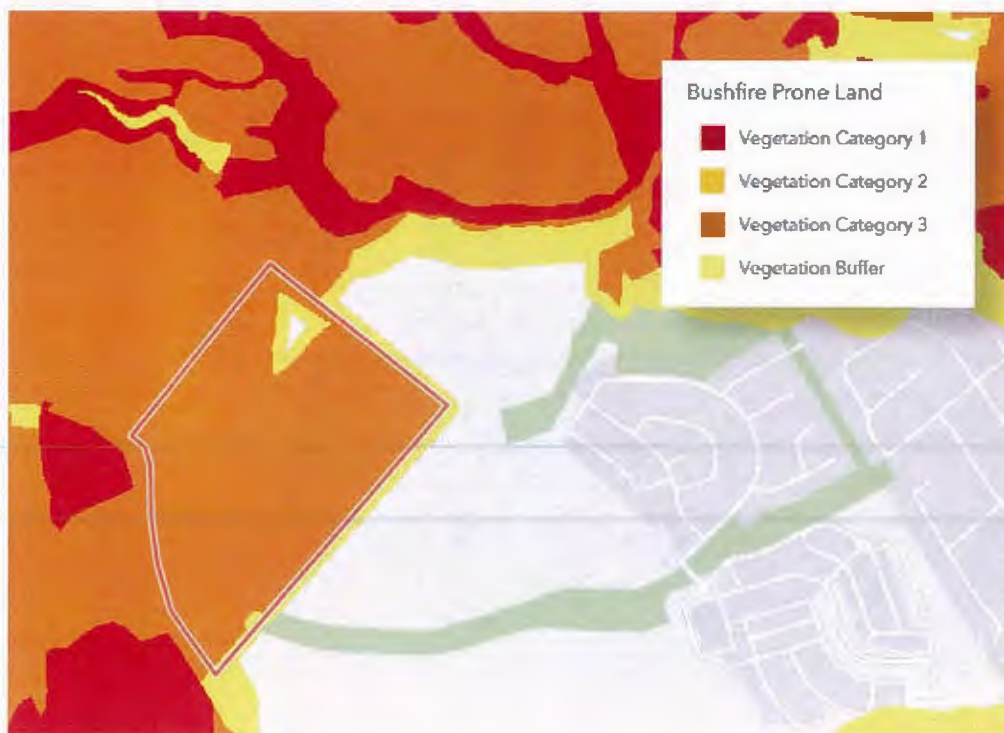 Bushfire Prone Land
Vegetation Category 1
Vegetation Category 2
Vegetation Category 3
Vegetation Buffer